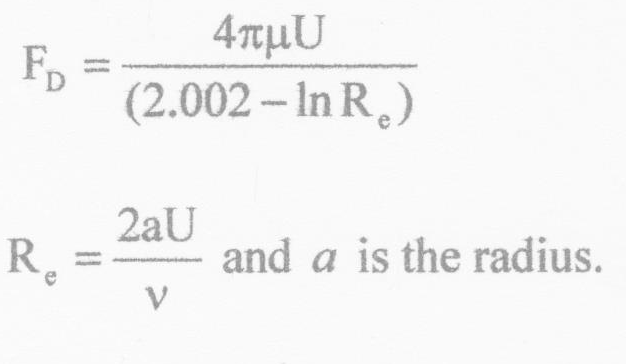 F_D = 4πμU / (2.002 − ln R_e)
R_e = 2aU / ν and a is the radius.